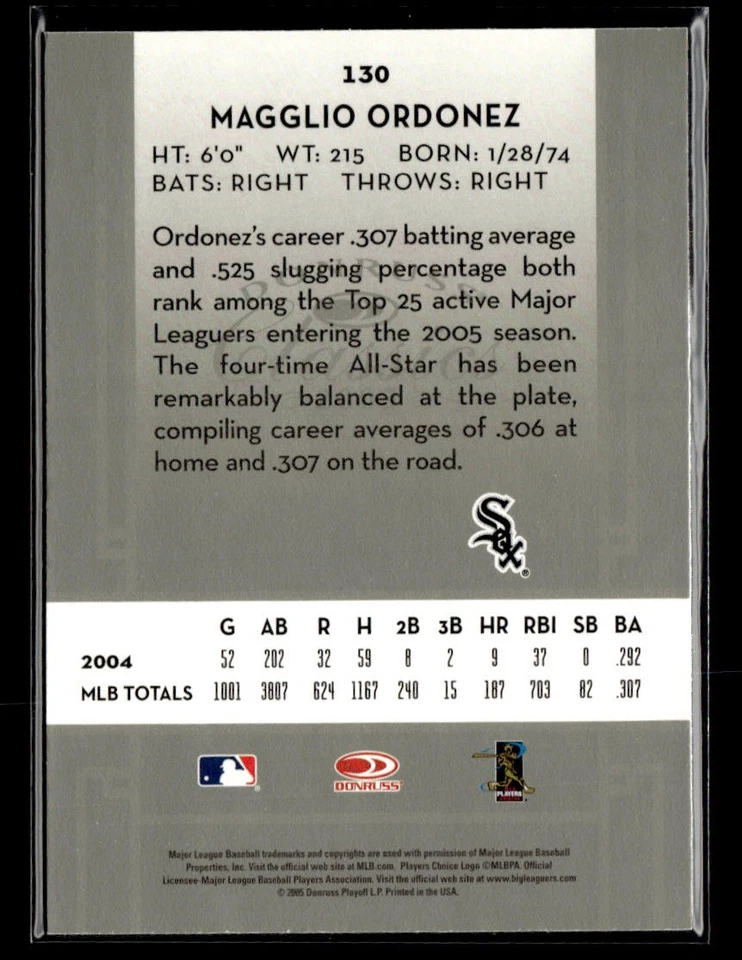 130
MAGGLIO ORDONEZ
HT: 6'0" WT: 215 BORN: 1/28/74
BATS: RIGHT THROWS: RIGHT
Ordonez's career .307 batting average
and .525 slugging percentage both
rank among the Top 25 active Major
Leaguers entering the 2005 season.
The four-time All-Star has been
remarkably balanced at the plate,
compiling career averages of .306 at
home and .307 on the road.
DONRUSS
Sox
®
G AB R H 2B 3B HR RBI SB BA
2004 52 202 32 59 8 2 9 37 0 .292
MLB TOTALS 1001 3807 624 1167 240 15 187 703 82 .307
DONRUSS
PLAYERS
CHOICE
Major League Baseball trademarks and copyrights are used with permission of Major League Baseball
Properties, Inc. Visit the official web site at MLB.com. Players Choice Logo ©MLBPA. Official
Licensee-Major League Baseball Players Association. Visit the official web site at www.bigleaguers.com
© 2005 Donruss Playoff L.P. Printed in the USA.